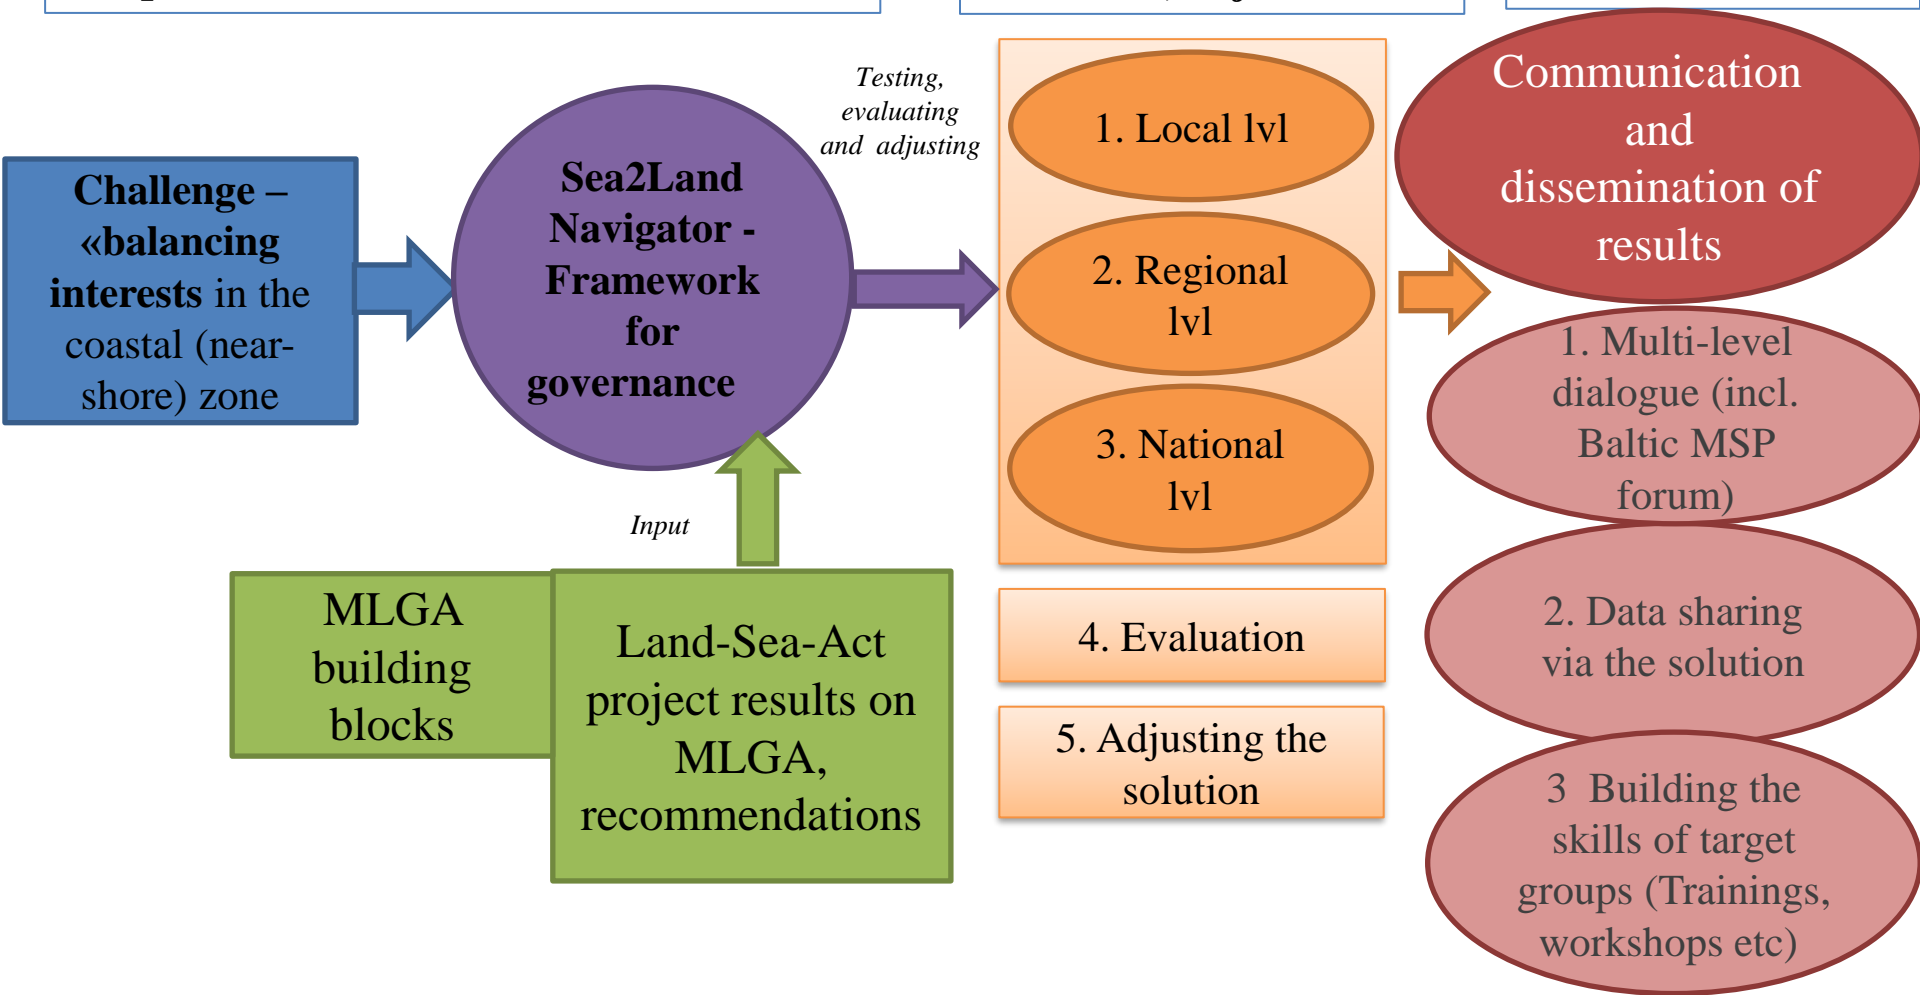 Challenge –
«balancing
interests in the
coastal (near-
shore) zone
Sea2Land
Navigator -
Framework
for
governance
Testing,
evaluating
and adjusting
Input
MLGA
building
blocks
Land-Sea-Act
project results on
MLGA,
recommendations
1. Local lvl
2. Regional
lvl
3. National
lvl
4. Evaluation
5. Adjusting the
solution
Communication
and
dissemination of
results
1. Multi-level
dialogue (incl.
Baltic MSP
forum)
2. Data sharing
via the solution
3 Building the
skills of target
groups (Trainings,
workshops etc)